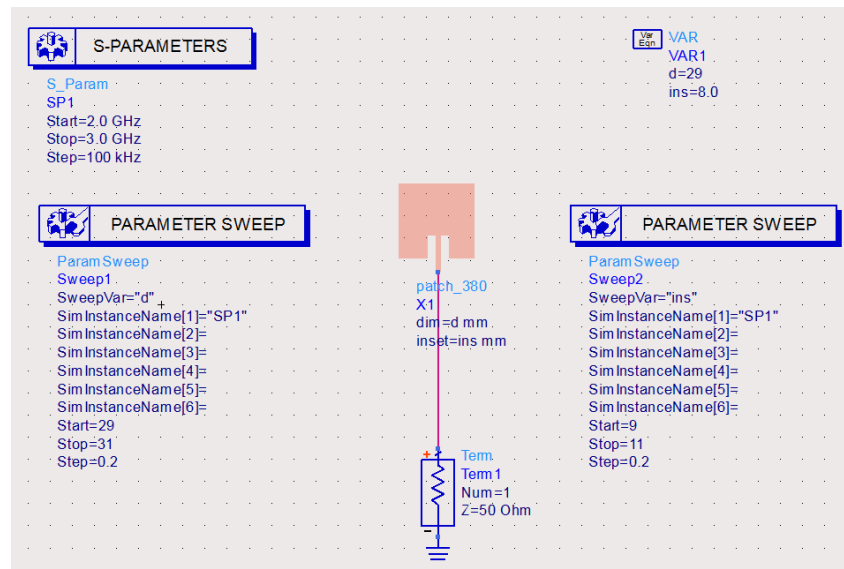 S-PARAMETERS
S_Param
SP1
Start=2.0 GHz
Stop=3.0 GHz
Step=100 kHz
Var
Eqn
VAR
VAR1
d=29
ins=8.0
PARAMETER SWEEP
ParamSweep
Sweep1
SweepVar="d"
SimInstanceName[1]="SP1"
SimInstanceName[2]=
SimInstanceName[3]=
SimInstanceName[4]=
SimInstanceName[5]=
SimInstanceName[6]=
Start=29
Stop=31
Step=0.2
patch_380
X1
dim=d mm
inset=ins mm
Term
Term1
Num=1
Z=50 Ohm
PARAMETER SWEEP
ParamSweep
Sweep2
SweepVar="ins"
SimInstanceName[1]="SP1"
SimInstanceName[2]=
SimInstanceName[3]=
SimInstanceName[4]=
SimInstanceName[5]=
SimInstanceName[6]=
Start=9
Stop=11
Step=0.2